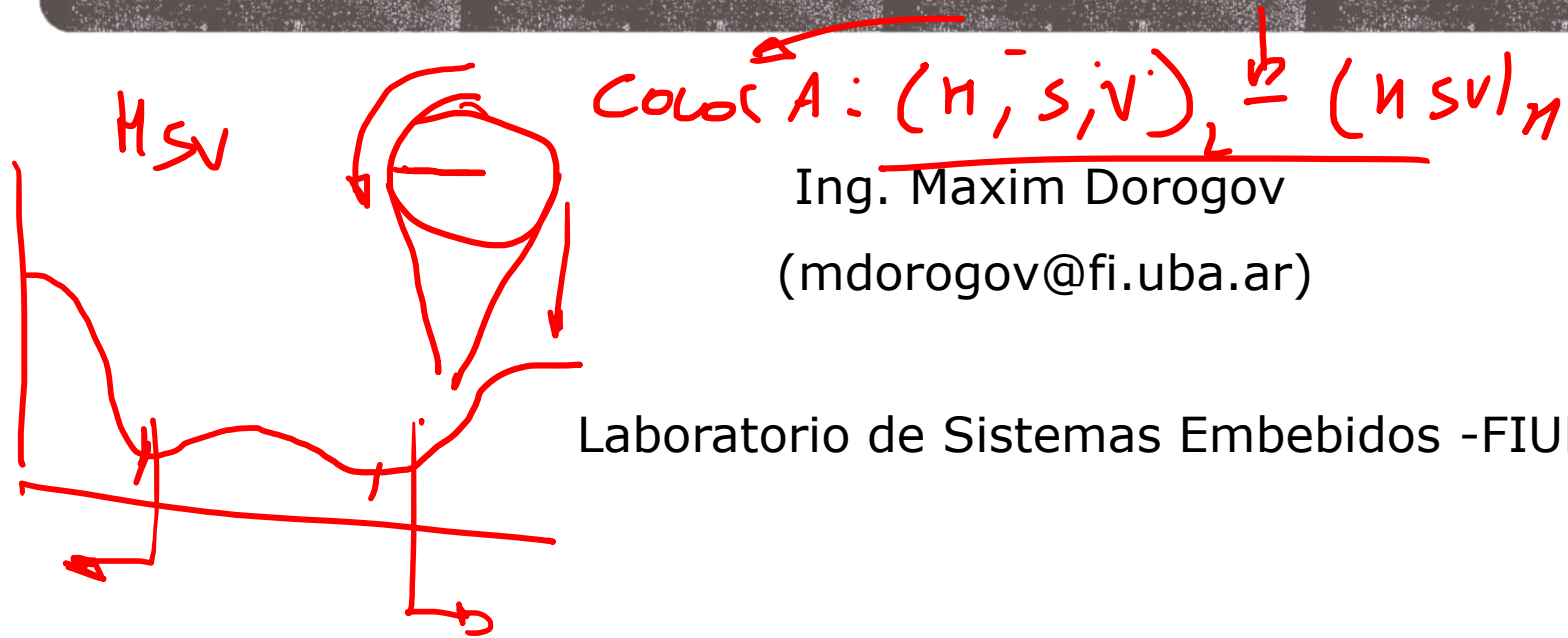 HSV
Color A: (H, S, V)
Ing. Maxim Dorogov
(mdorogov@fi.uba.ar)
Laboratorio de Sistemas Embebidos -FIU